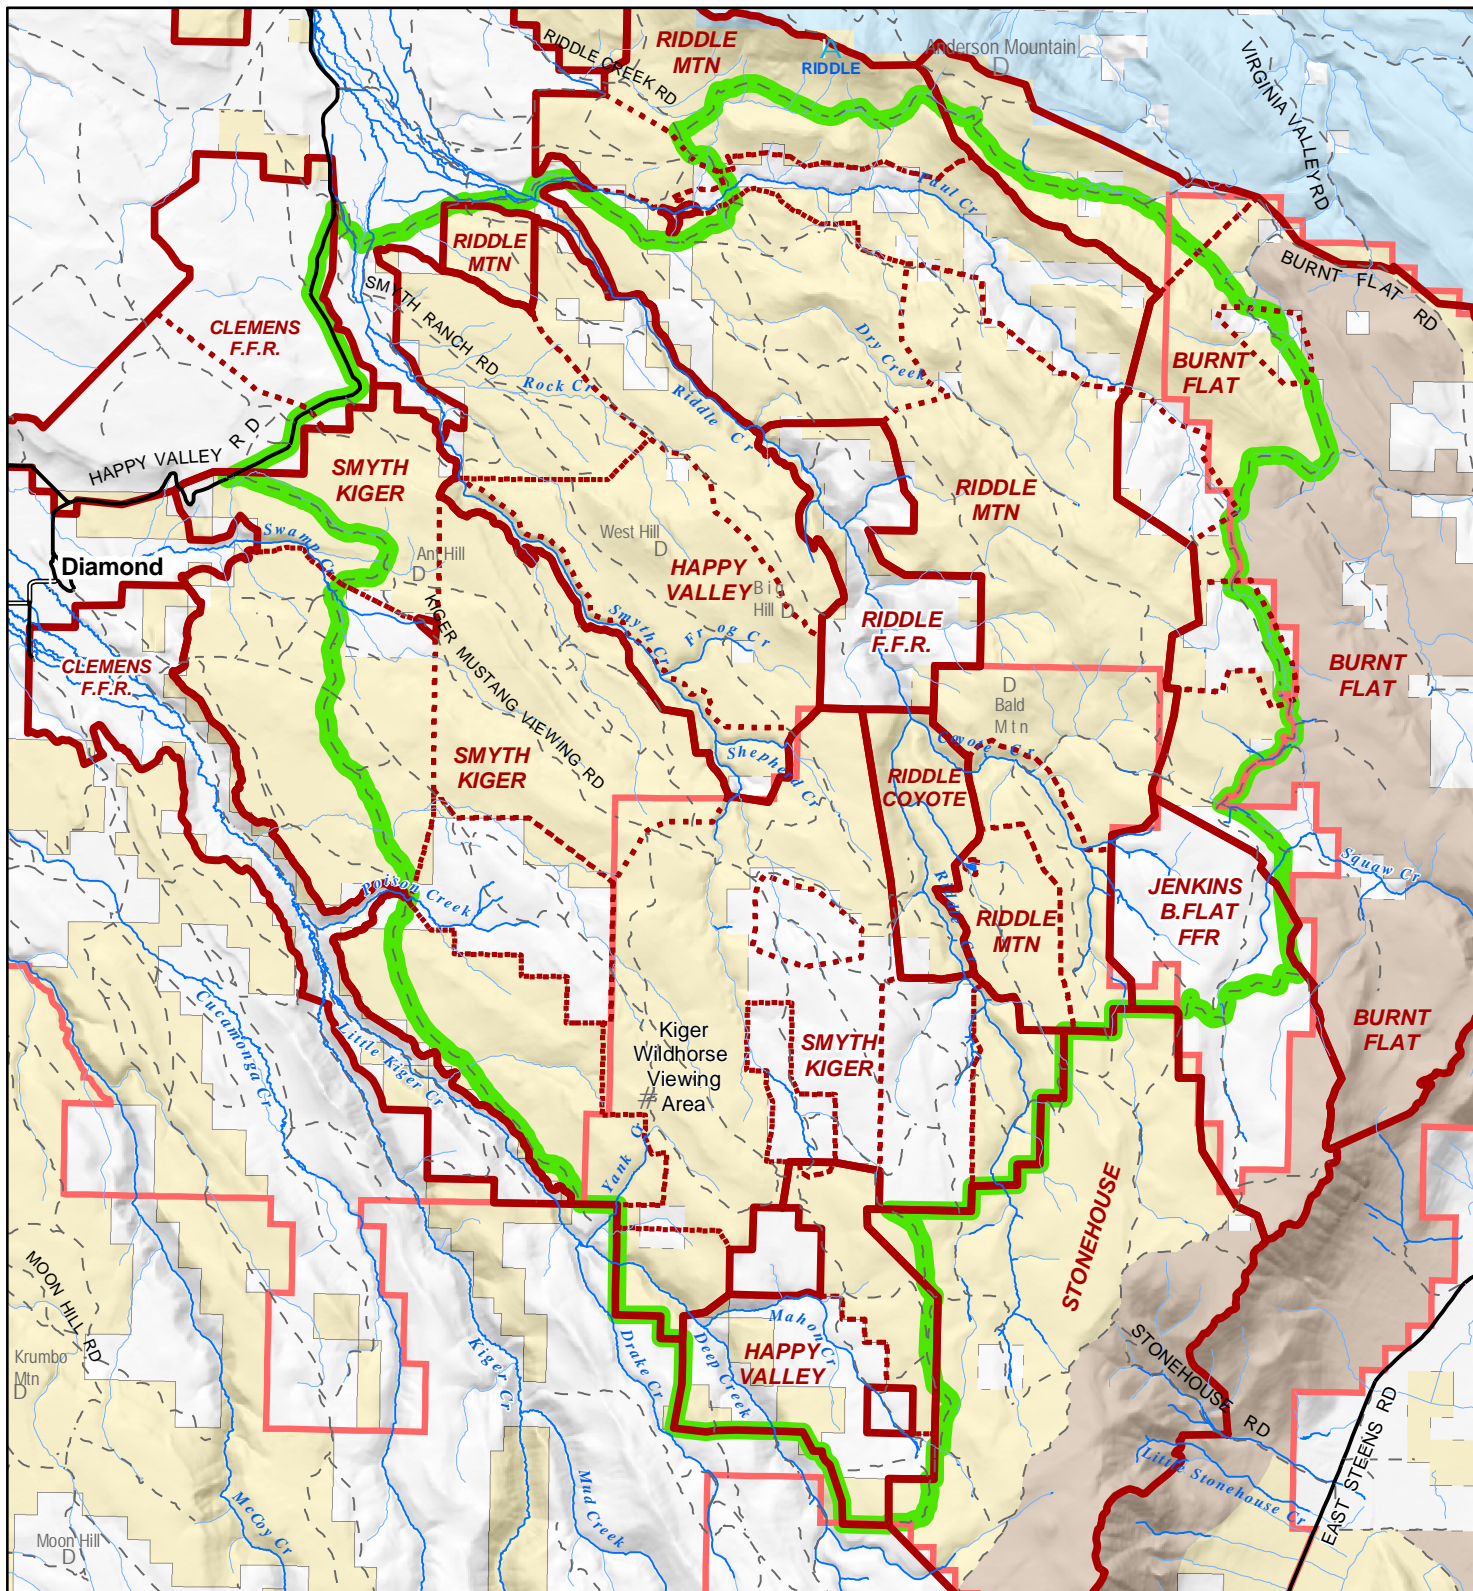 RIDDLE CREEK RD
RIDDLE
MTN
RIDDLE
Anderson Mountain
D
VIRGINIA VALLEY RD
Paul Cr
RIDDLE
MTN
BURNT FLAT RD
SMYTH RANCH RD
CLEMENS
F.F.R.
Dry Creek
BURNT
FLAT
Rock Cr
Riddle Cr
HAPPY VALLEY RD
SMYTH
KIGER
RIDDLE
MTN
Swamp Cr
West Hill
D
Ant Hill
D
Diamond
HAPPY
VALLEY
Big
Hill D
KIGER MUSTANG VIEWING RD
Smyth Cr
Frog Cr
RIDDLE
F.F.R.
CLEMENS
F.F.R.
BURNT
FLAT
D
Bald
Mtn
Coyote Cr
SMYTH
KIGER
Shepherd Cr
RIDDLE
COYOTE
Squaw Cr
Poison Creek
JENKINS
B.FLAT
FFR
Riddle Cr
RIDDLE
MTN
Cucamonga Cr
Little Kiger Cr
Kiger
Wildhorse
Viewing
# Area
SMYTH
KIGER
BURNT
FLAT
Yank Cr
STONEHOUSE
MOON HILL RD
Krumbo
Mtn
D
Kiger Cr
Drake Cr
Deep Creek
Mahon Cr
HAPPY
VALLEY
STONEHOUSE RD
EAST STEENS RD
Little Stonehouse Cr
McCoy Cr
Mud Creek
Moon Hill
D